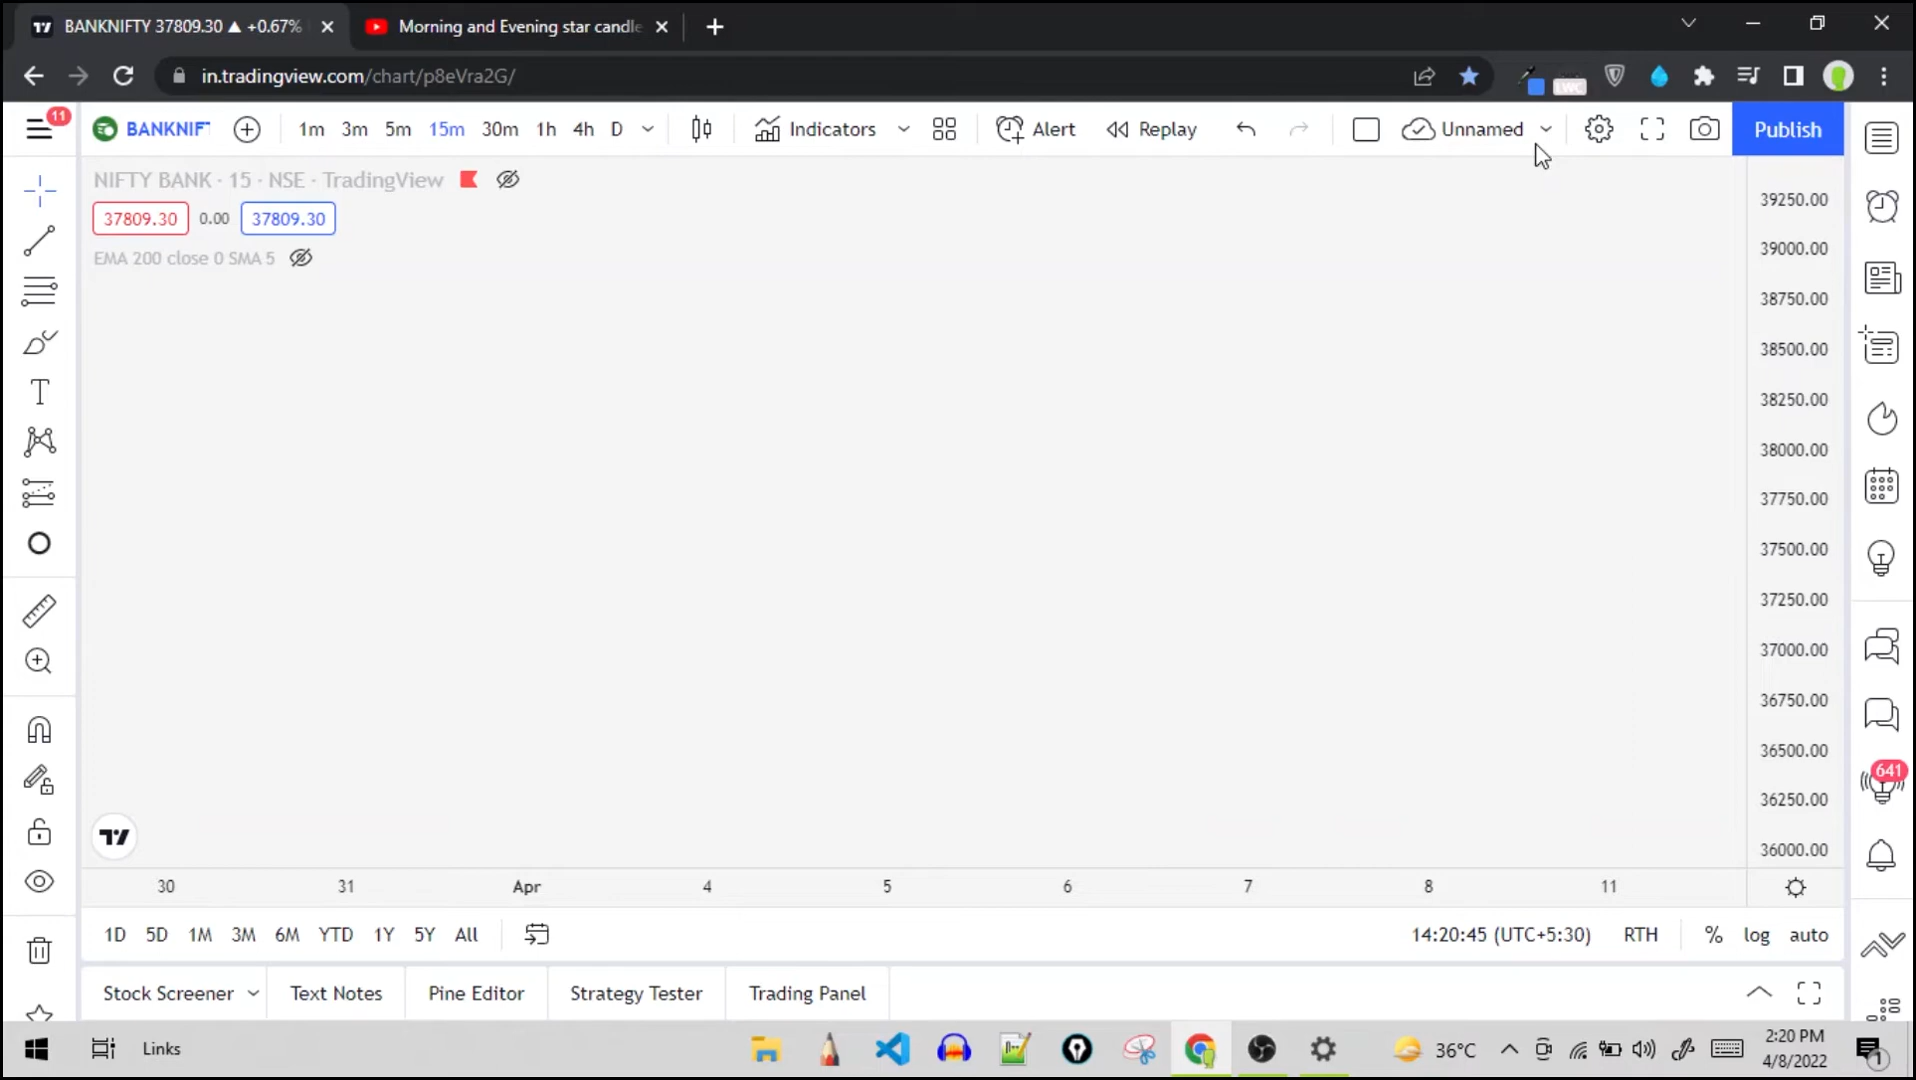 BANKNIFTY 37809.30 ▲ +0.67%
Morning and Evening star candle
in.tradingview.com/chart/p8eVra2G/
11
BANKNIFT
1m 3m 5m 15m 30m 1h 4h D
Indicators
Alert
Replay
Unnamed
Publish
NIFTY BANK · 15 · NSE · TradingView
37809.30 0.00 37809.30
EMA 200 close 0 SMA 5
39250.00
39000.00
38750.00
38500.00
38250.00
38000.00
37750.00
37500.00
37250.00
37000.00
36750.00
36500.00
36250.00
36000.00
641
30 31 Apr 4 5 6 7 8 11
1D 5D 1M 3M 6M YTD 1Y 5Y All
14:20:45 (UTC+5:30) RTH % log auto
Stock Screener Text Notes Pine Editor Strategy Tester Trading Panel
Links
36°C
2:20 PM
4/8/2022
1